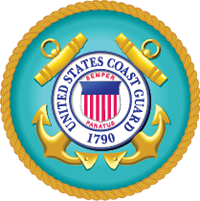 UNITED STATES COAST GUARD
SEMPER
PARATUS
1790